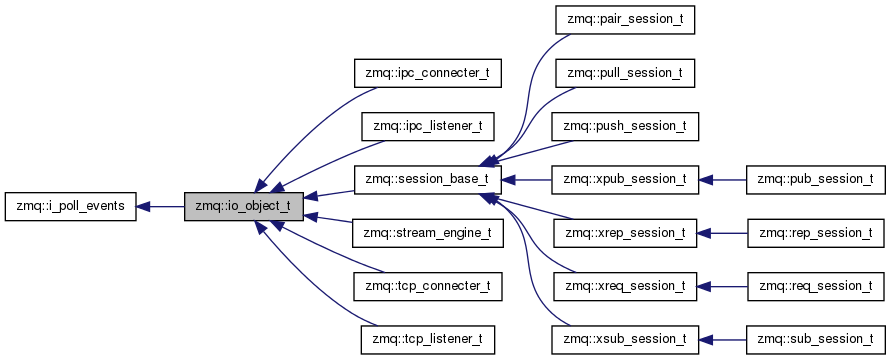 zmq::i_poll_events
zmq::io_object_t
zmq::ipc_connecter_t
zmq::ipc_listener_t
zmq::session_base_t
zmq::stream_engine_t
zmq::tcp_connecter_t
zmq::tcp_listener_t
zmq::pair_session_t
zmq::pull_session_t
zmq::push_session_t
zmq::xpub_session_t
zmq::xrep_session_t
zmq::xreq_session_t
zmq::xsub_session_t
zmq::pub_session_t
zmq::rep_session_t
zmq::req_session_t
zmq::sub_session_t